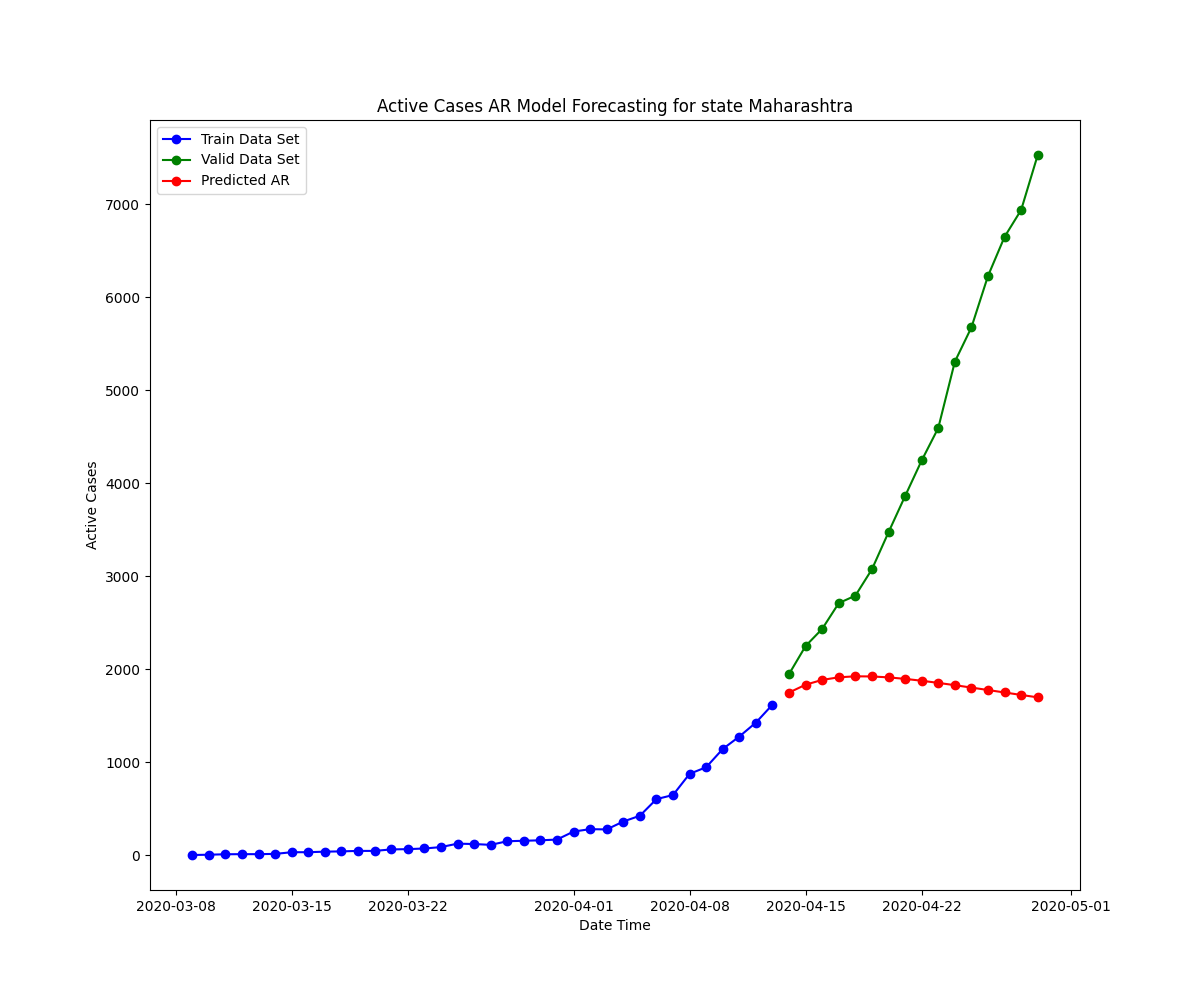 Active Cases AR Model Forecasting for state Maharashtra
Train Data Set
Valid Data Set
Predicted AR
7000
6000
5000
4000
3000
2000
1000
0
Active Cases
2020-03-08 2020-03-15 2020-03-22 2020-04-01 2020-04-08 2020-04-15 2020-04-22 2020-05-01
Date Time